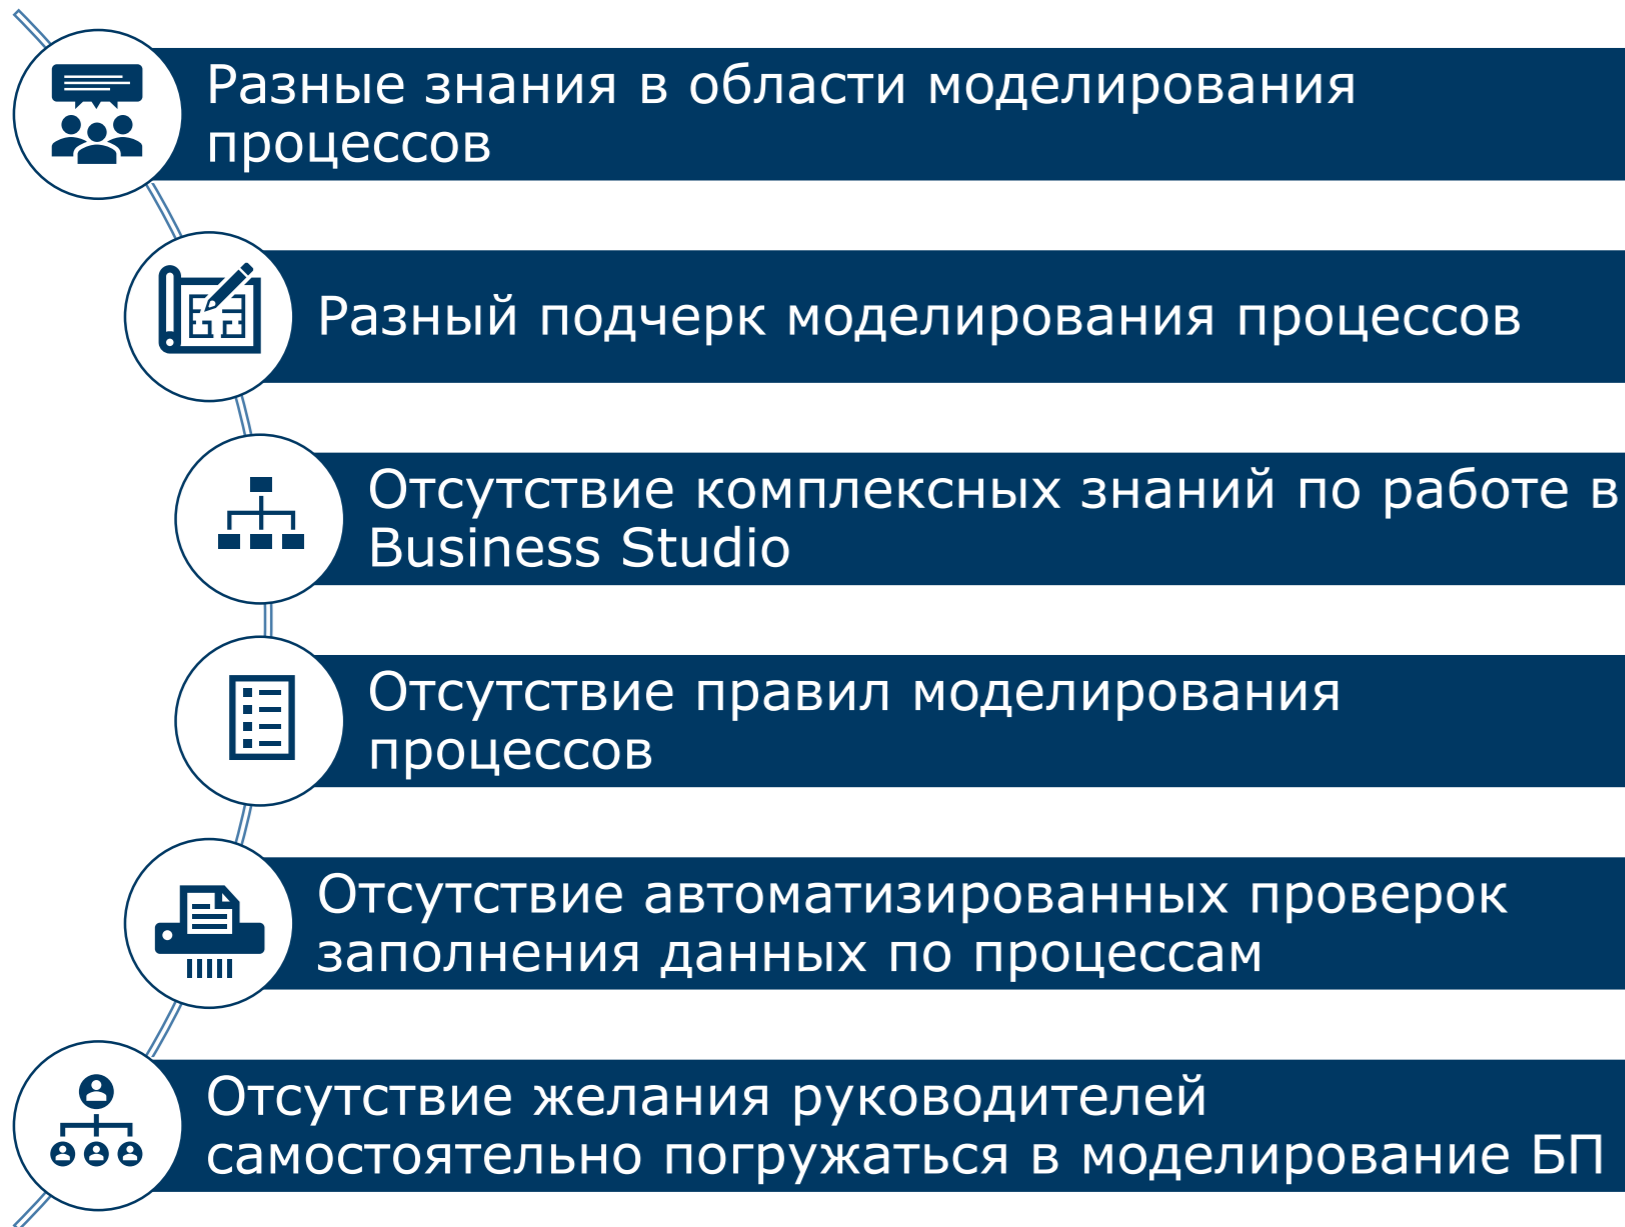 Разные знания в области моделирования
процессов
Разный подчерк моделирования процессов
Отсутствие комплексных знаний по работе в
Business Studio
Отсутствие правил моделирования
процессов
Отсутствие автоматизированных проверок
заполнения данных по процессам
Отсутствие желания руководителей
самостоятельно погружаться в моделирование БП